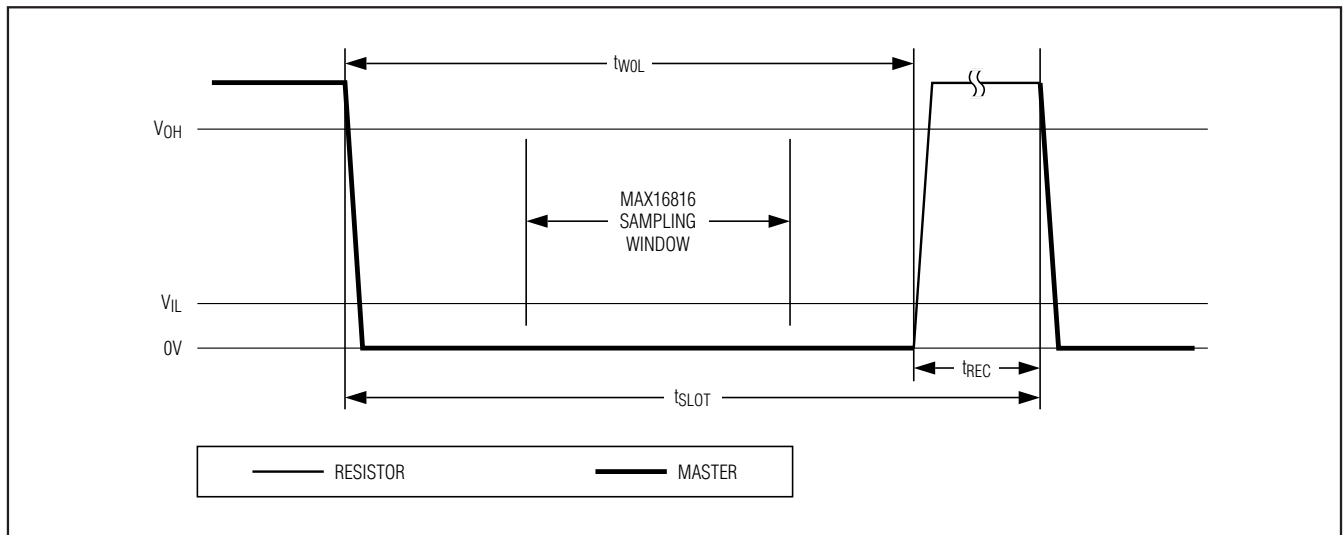 tW0L
VOH
MAX16816
SAMPLING
WINDOW
VIL
0V
tREC
tSLOT
RESISTOR
MASTER